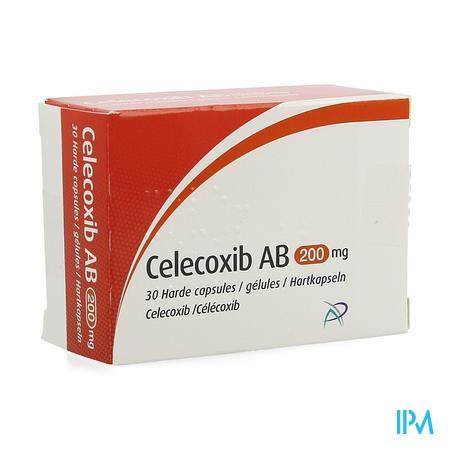 Celecoxib AB 200 mg
30 Harde capsules / gélules / Hartkapseln
Celecoxib AB 200 mg
30 Harde capsules / gélules / Hartkapseln
Celecoxib /Célécoxib
IPM